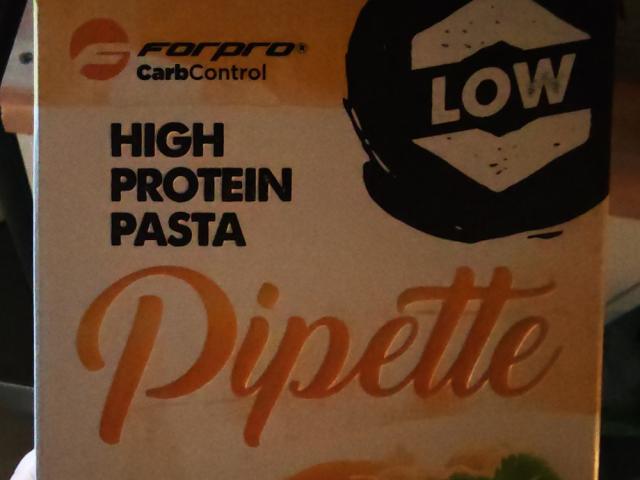 FORPRO®
CarbControl
LOW
HIGH
PROTEIN
PASTA
Pipette